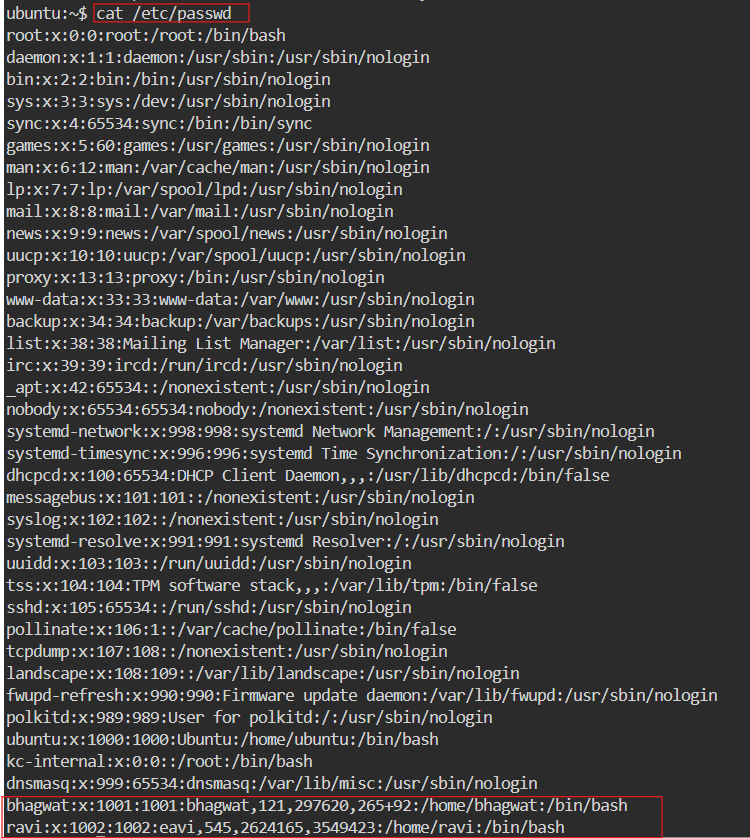 ubuntu:~$ cat /etc/passwd
root:x:0:0:root:/root:/bin/bash
daemon:x:1:1:daemon:/usr/sbin:/usr/sbin/nologin
bin:x:2:2:bin:/bin:/usr/sbin/nologin
sys:x:3:3:sys:/dev:/usr/sbin/nologin
sync:x:4:65534:sync:/bin:/bin/sync
games:x:5:60:games:/usr/games:/usr/sbin/nologin
man:x:6:12:man:/var/cache/man:/usr/sbin/nologin
lp:x:7:7:lp:/var/spool/lpd:/usr/sbin/nologin
mail:x:8:8:mail:/var/mail:/usr/sbin/nologin
news:x:9:9:news:/var/spool/news:/usr/sbin/nologin
uucp:x:10:10:uucp:/var/spool/uucp:/usr/sbin/nologin
proxy:x:13:13:proxy:/bin:/usr/sbin/nologin
www-data:x:33:33:www-data:/var/www:/usr/sbin/nologin
backup:x:34:34:backup:/var/backups:/usr/sbin/nologin
list:x:38:38:Mailing List Manager:/var/list:/usr/sbin/nologin
irc:x:39:39:ircd:/run/ircd:/usr/sbin/nologin
_apt:x:42:65534::/nonexistent:/usr/sbin/nologin
nobody:x:65534:65534:nobody:/nonexistent:/usr/sbin/nologin
systemd-network:x:998:998:systemd Network Management:/:/usr/sbin/nologin
systemd-timesync:x:996:996:systemd Time Synchronization:/:/usr/sbin/nologin
dhcpcd:x:100:65534:DHCP Client Daemon,,,:/usr/lib/dhcpcd:/bin/false
messagebus:x:101:101::/nonexistent:/usr/sbin/nologin
syslog:x:102:102::/nonexistent:/usr/sbin/nologin
systemd-resolve:x:991:991:systemd Resolver:/:/usr/sbin/nologin
uuidd:x:103:103::/run/uuidd:/usr/sbin/nologin
tss:x:104:104:TPM software stack,,,:/var/lib/tpm:/bin/false
sshd:x:105:65534::/run/sshd:/usr/sbin/nologin
pollinate:x:106:1::/var/cache/pollinate:/bin/false
tcpdump:x:107:108::/nonexistent:/usr/sbin/nologin
landscape:x:108:109::/var/lib/landscape:/usr/sbin/nologin
fwupd-refresh:x:990:990:Firmware update daemon:/var/lib/fwupd:/usr/sbin/nologin
polkitd:x:989:989:User for polkitd:/:/usr/sbin/nologin
ubuntu:x:1000:1000:Ubuntu:/home/ubuntu:/bin/bash
kc-internal:x:0:0::/root:/bin/bash
dnsmasq:x:999:65534:dnsmasq:/var/lib/misc:/usr/sbin/nologin
bhagwat:x:1001:1001:bhagwat,121,297620,265+92:/home/bhagwat:/bin/bash
ravi:x:1002:1002:eavi,545,2624165,3549423:/home/ravi:/bin/bash